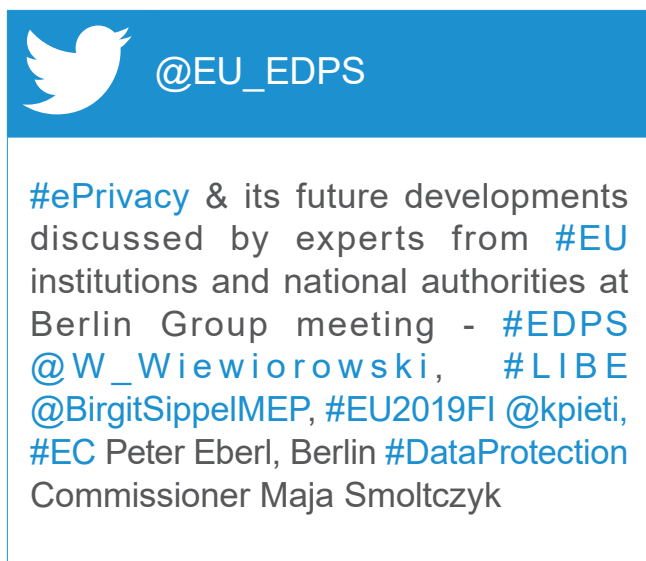 @EU_EDPS
#ePrivacy & its future developments
discussed by experts from #EU
institutions and national authorities at
Berlin Group meeting - #EDPS
@W_Wiewiorowski, #LIBE
@BirgitSippelMEP, #EU2019FI @kpieti,
#EC Peter Eberl, Berlin #DataProtection
Commissioner Maja Smoltczyk